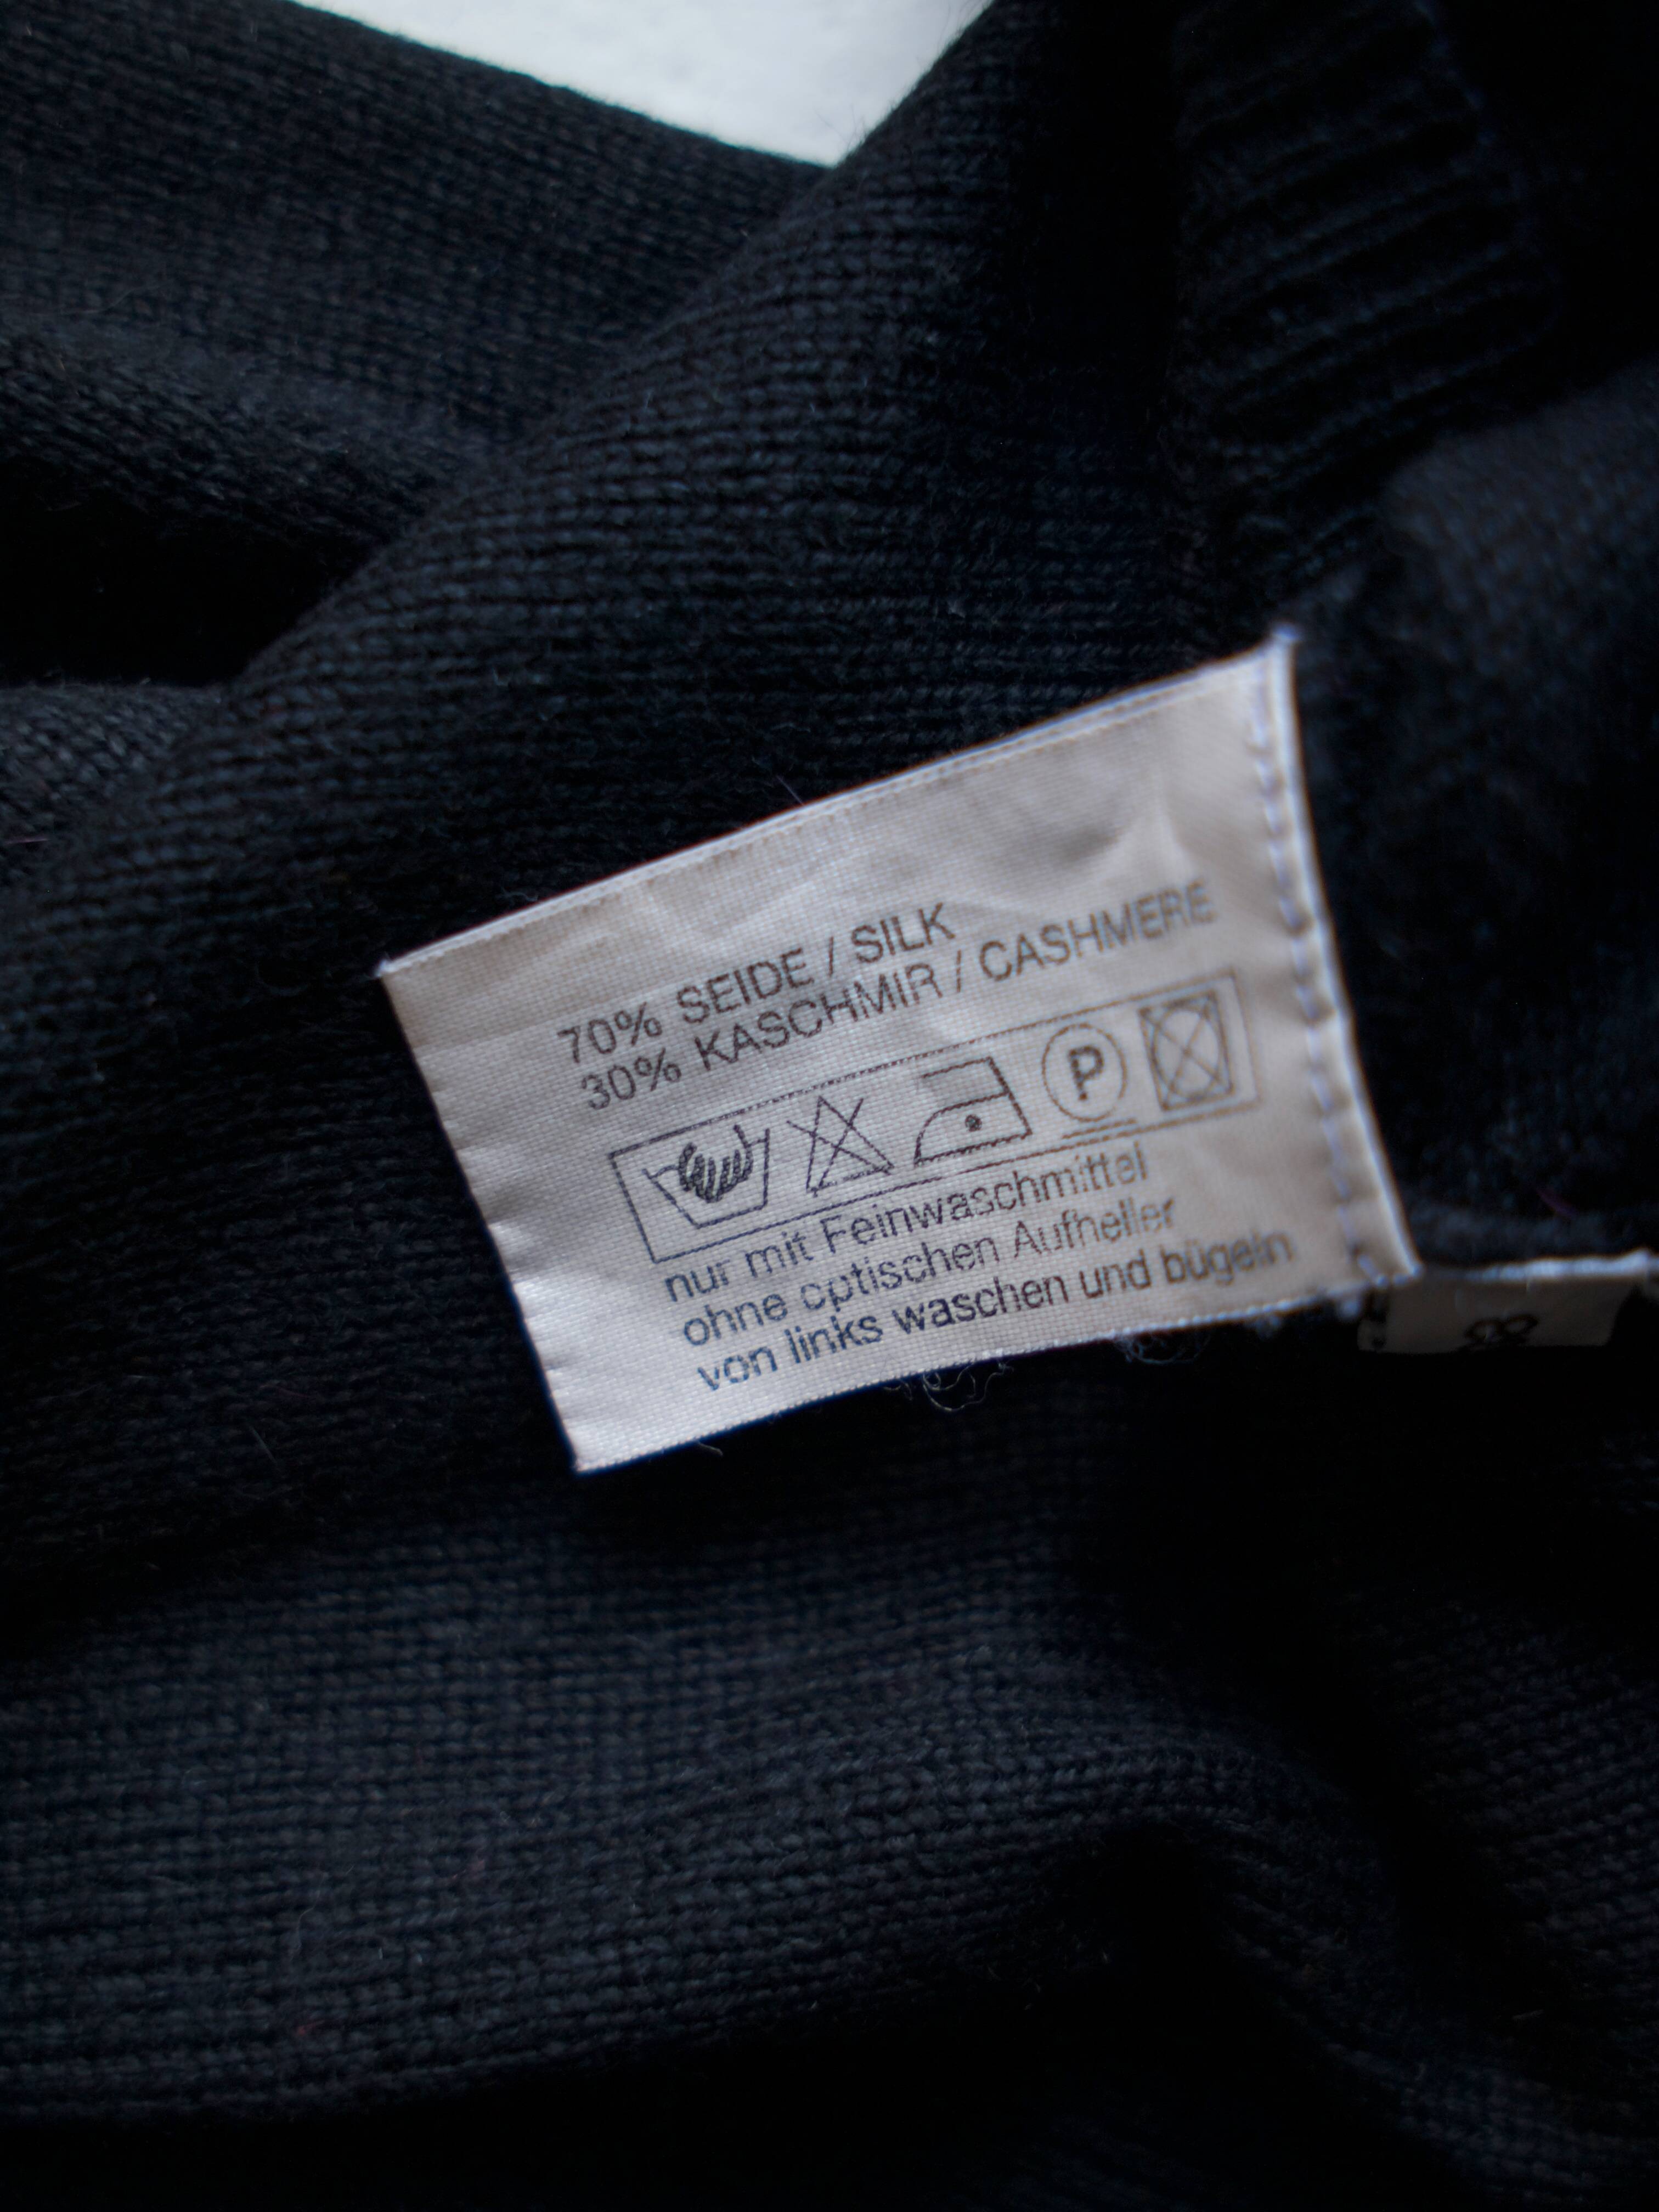 70% SEIDE / SILK
30% KASCHMIR / CASHMERE
P
nur mit Feinwaschmittel
ohne optischen Aufheller
von links waschen und bügeln